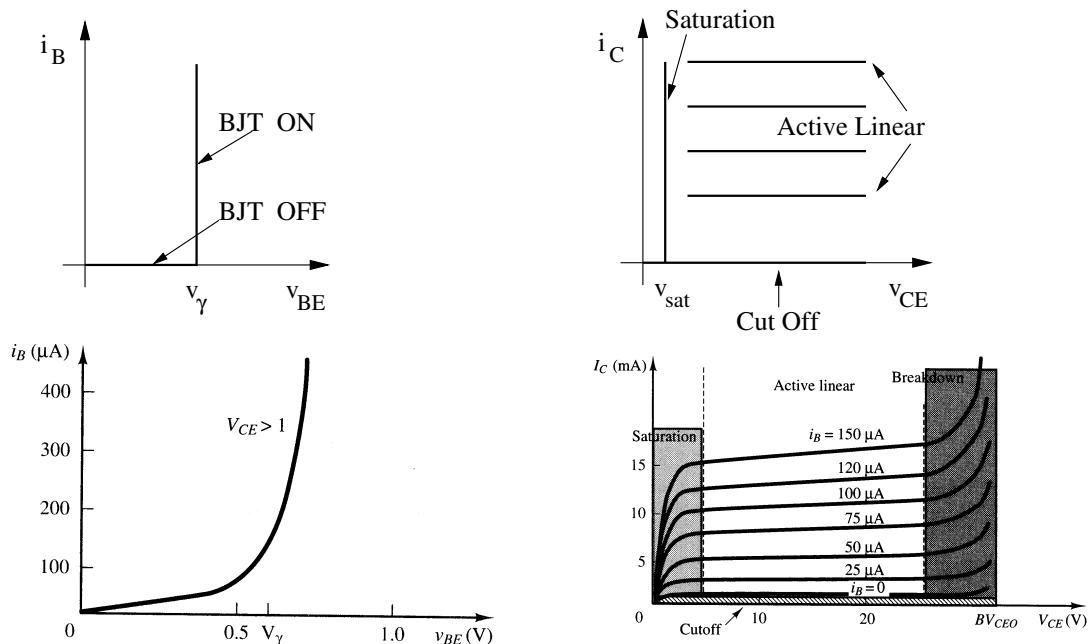 i_B
BJT ON
BJT OFF
v_γ
v_BE
Saturation
i_C
Active Linear
v_sat
v_CE
Cut Off
i_B (µA)
400
V_CE > 1
300
200
100
0
0.5
V_γ
1.0
v_BE (V)
I_C (mA)
Active linear
Breakdown
Saturation
i_B = 150 µA
15
120 µA
100 µA
10
75 µA
50 µA
5
25 µA
i_B = 0
0
Cutoff
10
20
BV_CEO
V_CE (V)